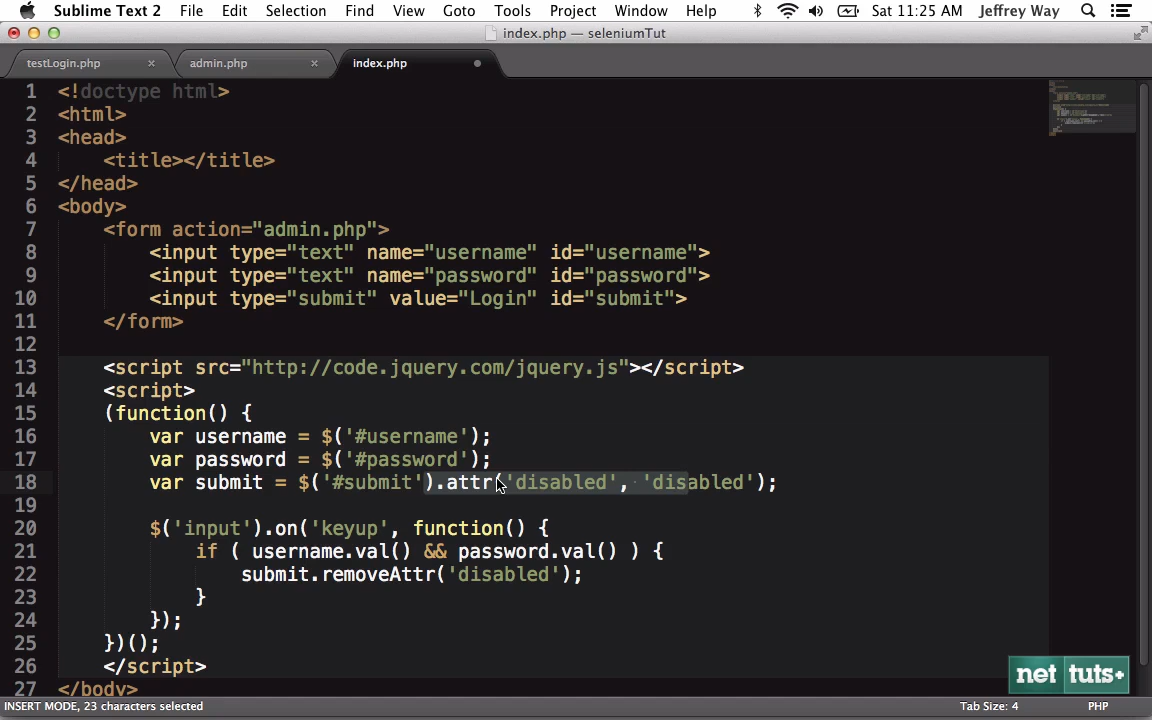 Sublime Text 2 File Edit Selection Find View Goto Tools Project Window Help Sat 11:25 AM Jeffrey Way
index.php — seleniumTut
testLogin.php × admin.php × index.php
1 <!doctype html>
2 <html>
3 <head>
4 <title></title>
5 </head>
6 <body>
7 <form action="admin.php">
8 <input type="text" name="username" id="username">
9 <input type="text" name="password" id="password">
10 <input type="submit" value="Login" id="submit">
11 </form>
12
13 <script src="http://code.jquery.com/jquery.js"></script>
14 <script>
15 (function() {
16 var username = $('#username');
17 var password = $('#password');
18 var submit = $('#submit').attr('disabled', 'disabled');
19
20 $('input').on('keyup', function() {
21 if ( username.val() && password.val() ) {
22 submit.removeAttr('disabled');
23 }
24 });
25 })();
26 </script>
27 </body>
net tuts+
INSERT MODE, 23 characters selected Tab Size: 4 PHP